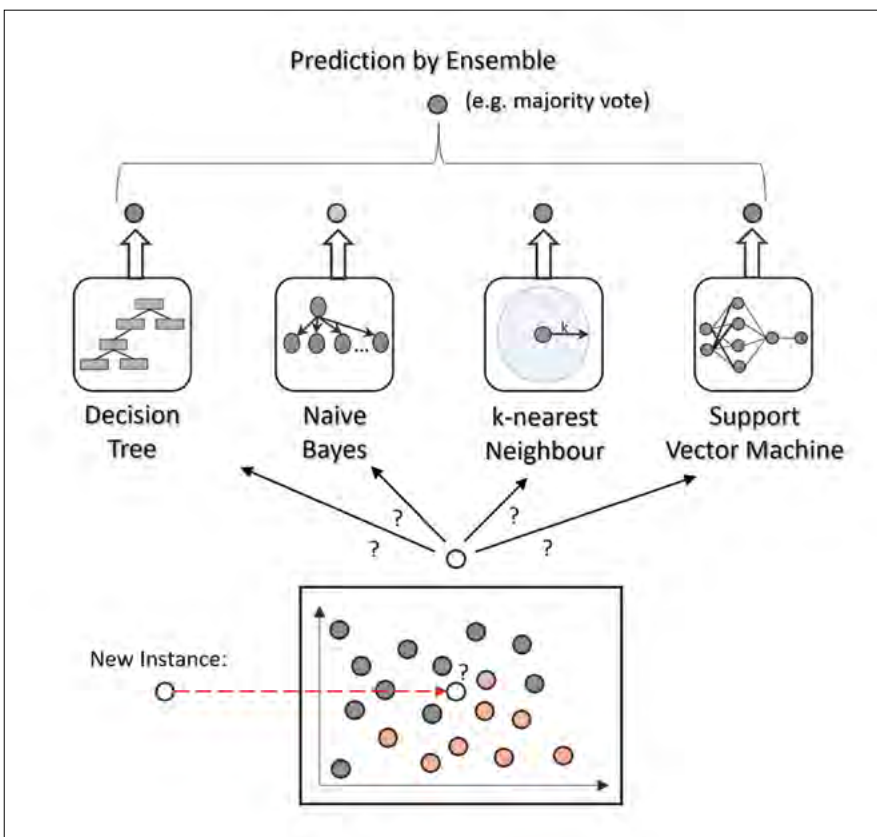 Prediction by Ensemble
(e.g. majority vote)
k
...
Decision
Tree
Naive
Bayes
k-nearest
Neighbour
Support
Vector Machine
? ? ? ?
New Instance:
?